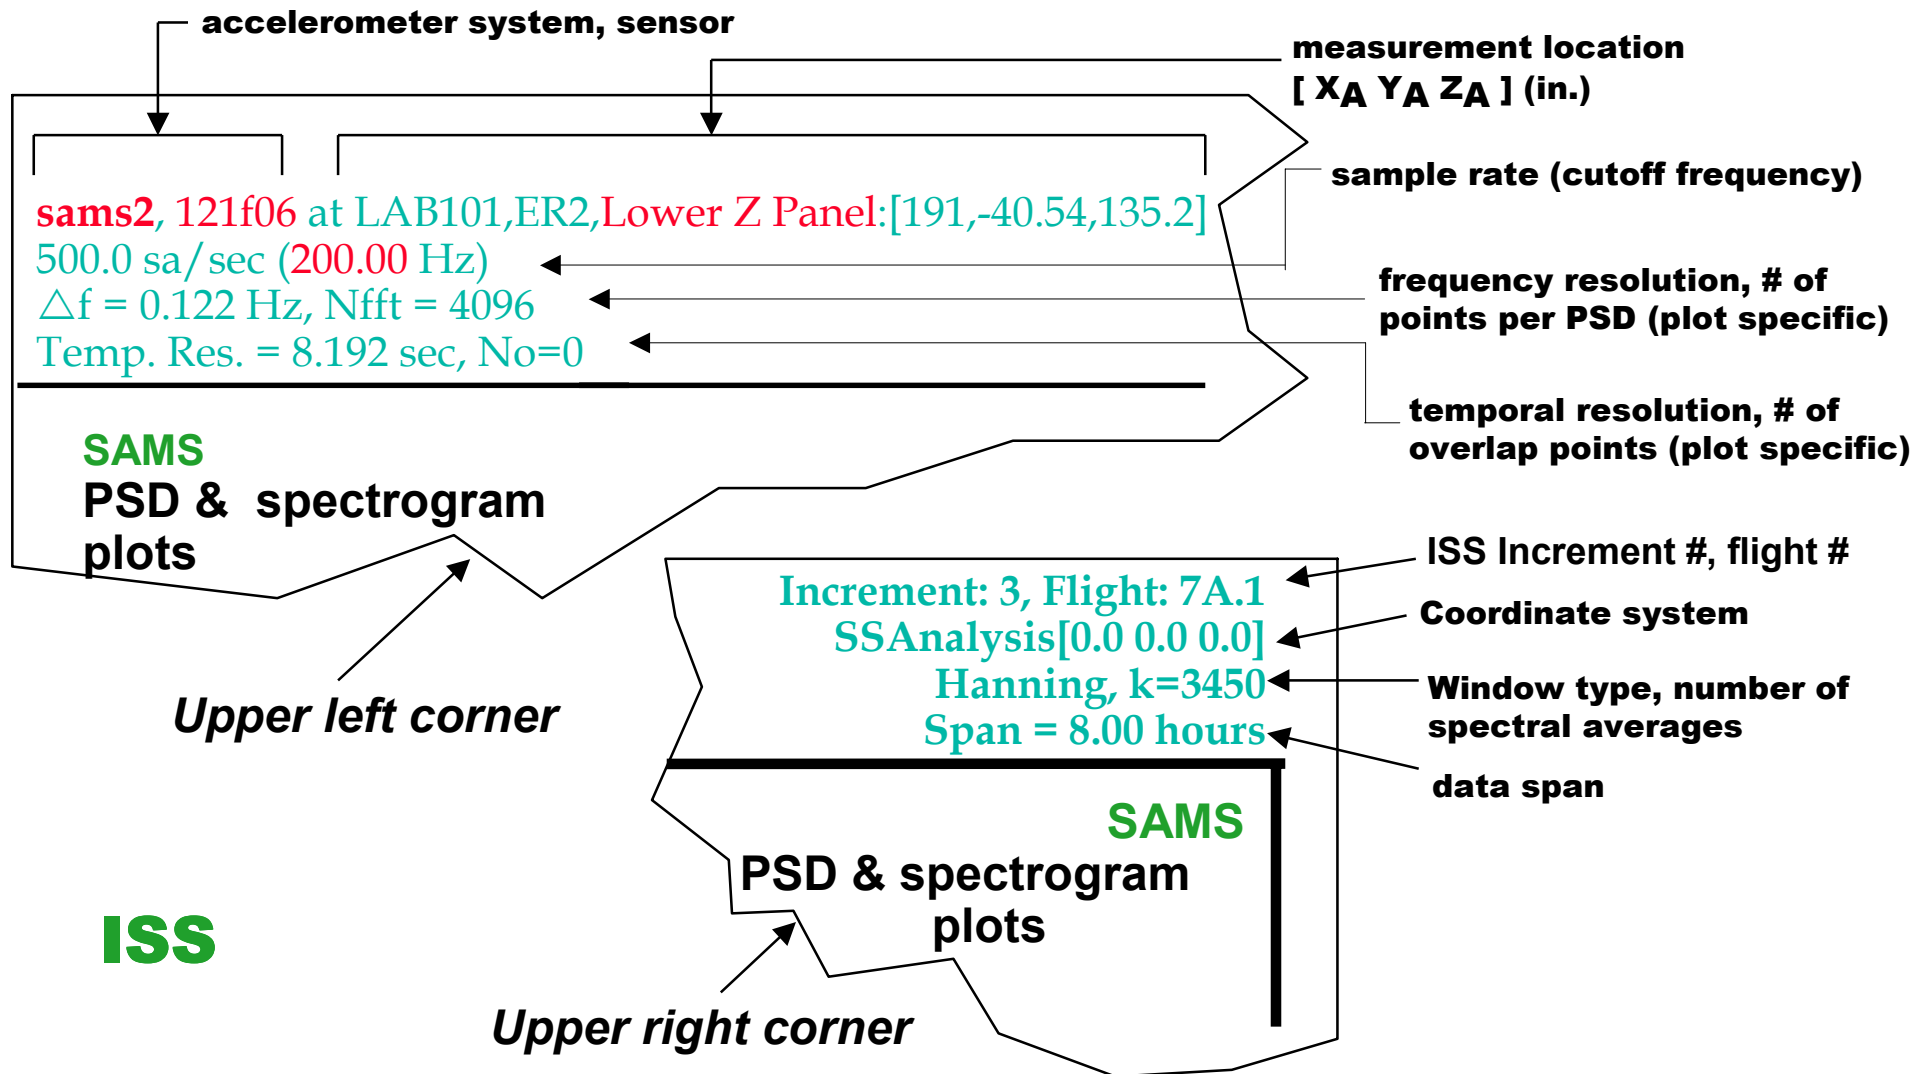 accelerometer system, sensor
measurement location
[ XA YA ZA ] (in.)
sample rate (cutoff frequency)
sams2, 121f06 at LAB101,ER2,Lower Z Panel:[191,-40.54,135.2]
500.0 sa/sec (200.00 Hz)
△f = 0.122 Hz, Nfft = 4096
Temp. Res. = 8.192 sec, No=0
frequency resolution, # of
points per PSD (plot specific)
temporal resolution, # of
overlap points (plot specific)
SAMS
PSD & spectrogram
plots
Upper left corner
Increment: 3, Flight: 7A.1
SSAnalysis[0.0 0.0 0.0]
Hanning, k=3450
Span = 8.00 hours
ISS Increment #, flight #
Coordinate system
Window type, number of
spectral averages
data span
SAMS
PSD & spectrogram
plots
Upper right corner
ISS